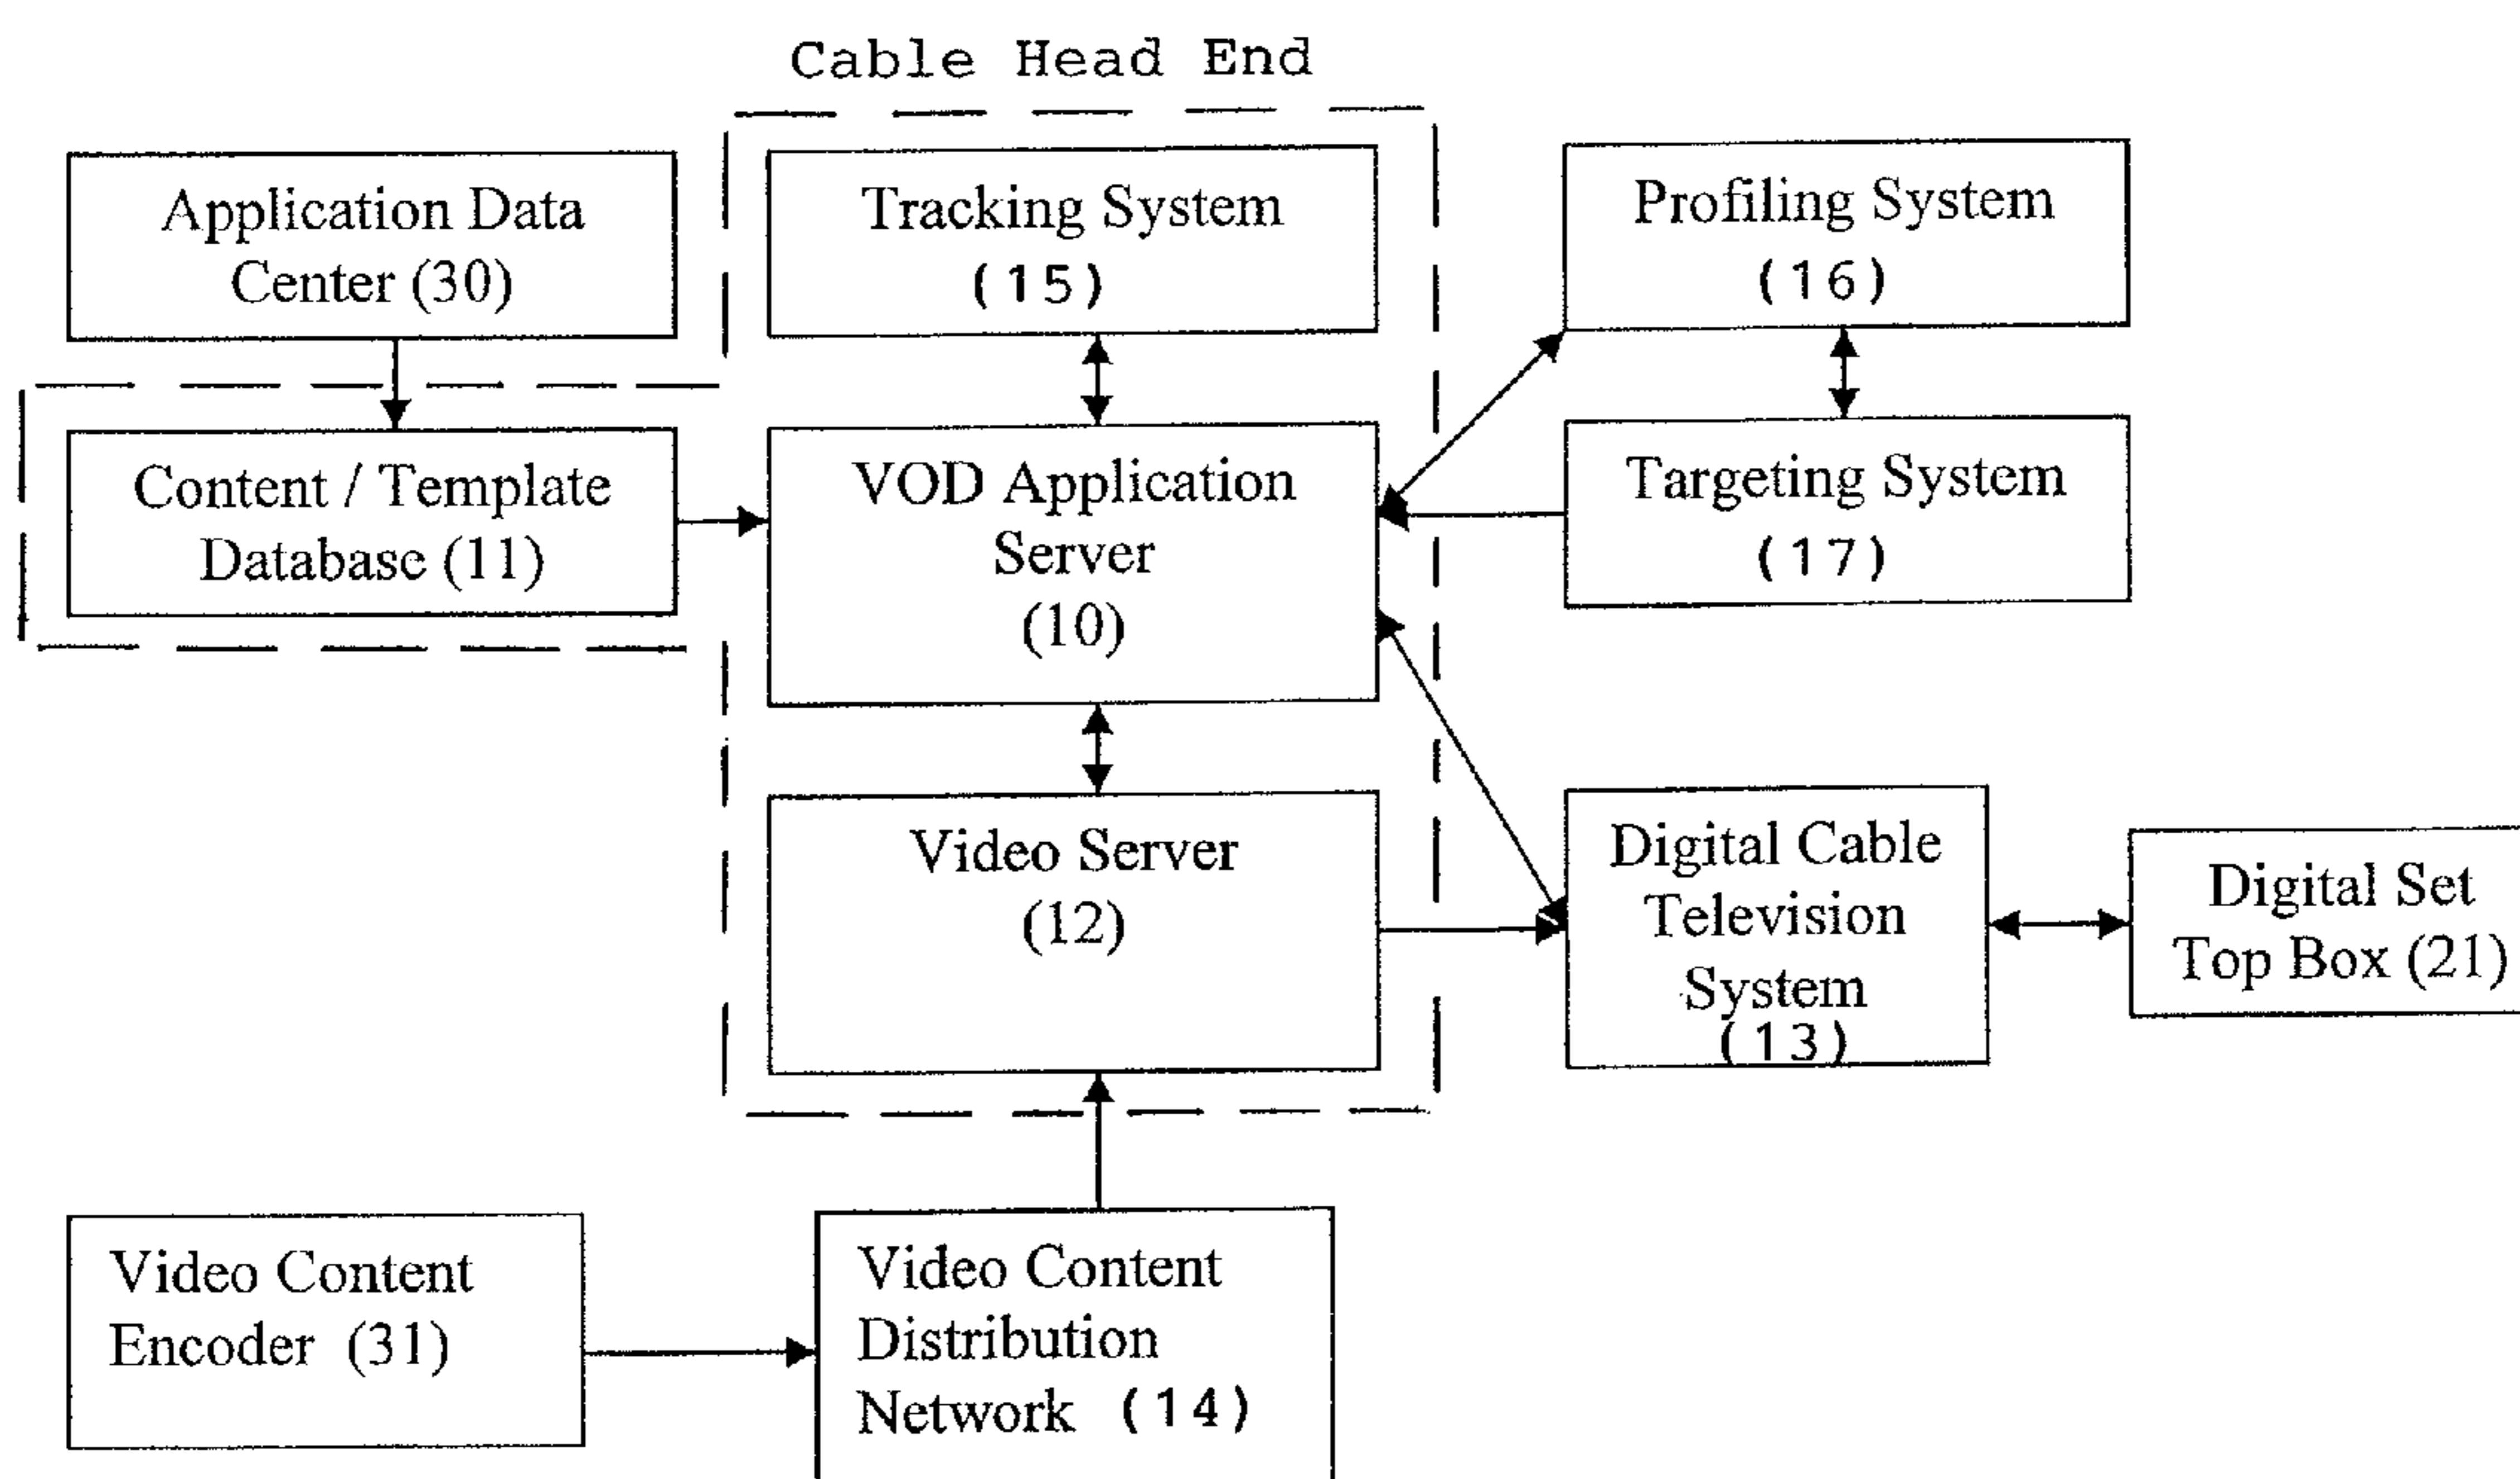 Cable Head End
Application Data
Center (30)
Tracking System
(15)
Profiling System
(16)
Content / Template
Database (11)
VOD Application
Server
(10)
Targeting System
(17)
Video Server
(12)
Digital Cable
Television
System
(13)
Digital Set
Top Box (21)
Video Content
Encoder (31)
Video Content
Distribution
Network (14)